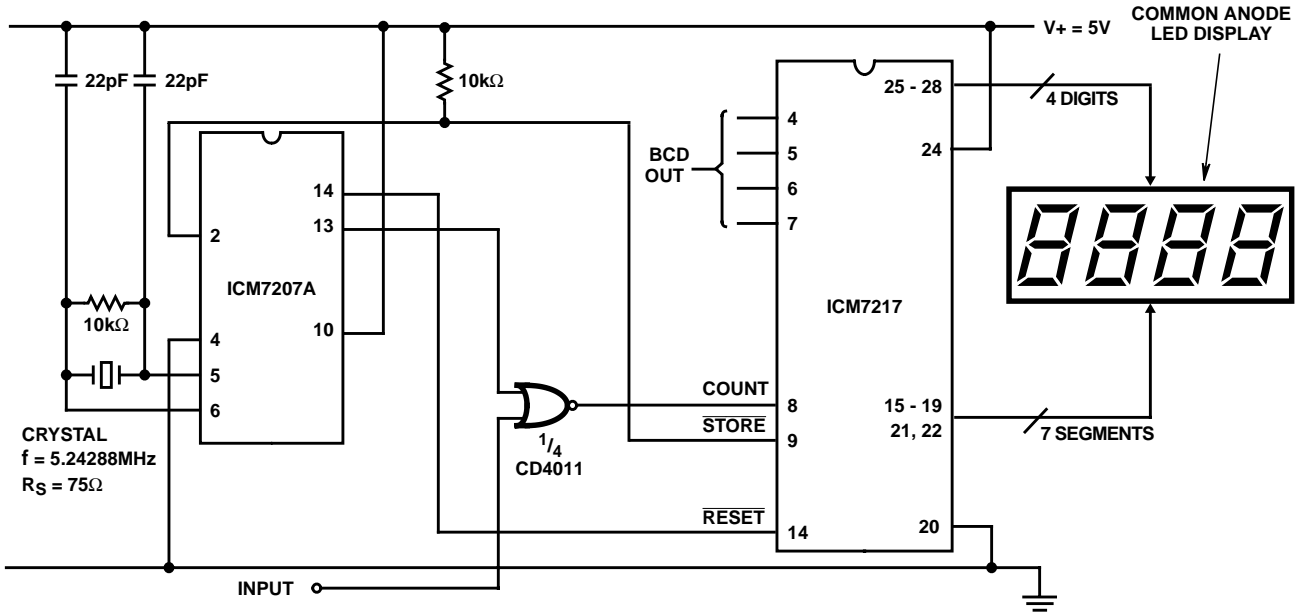 COMMON ANODE
LED DISPLAY
V+ = 5V
22pF
22pF
10kΩ
25 - 28
4 DIGITS
4
24
BCD
OUT
5
6
7
14
13
2
ICM7207A
ICM7217
10kΩ
10
4
5
6
COUNT
8
15 - 19
21, 22
7 SEGMENTS
STORE
9
1/4
CD4011
CRYSTAL
f = 5.24288MHz
RS = 75Ω
RESET
14
20
INPUT